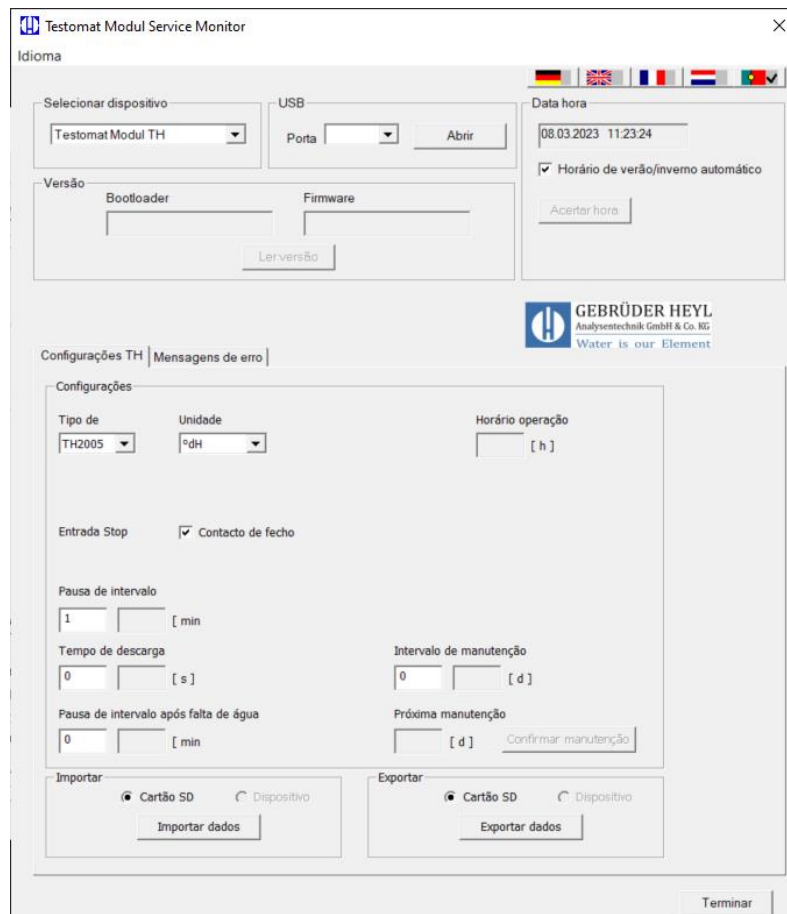 Testomat Modul Service Monitor
Idioma
Selecionar dispositivo
Testomat Modul TH
USB
Porta
Abrir
Data hora
08.03.2023 11:23:24
Horário de verão/inverno automático
Acertar hora
Versão
Bootloader
Firmware
Ler versão
GEBRÜDER HEYL
Analysentechnik GmbH & Co. KG
Water is our Element
Configurações TH
Mensagens de erro
Configurações
Tipo de
TH2005
Unidade
ºdH
Horário operação
[ h ]
Entrada Stop
Contacto de fecho
Pausa de intervalo
1
[ min
Tempo de descarga
0
[ s ]
Intervalo de manutenção
0
[ d ]
Pausa de intervalo após falta de água
0
[ min
Próxima manutenção
[ d ]
Confirmar manutenção
Importar
Cartão SD
Dispositivo
Importar dados
Exportar
Cartão SD
Dispositivo
Exportar dados
Terminar